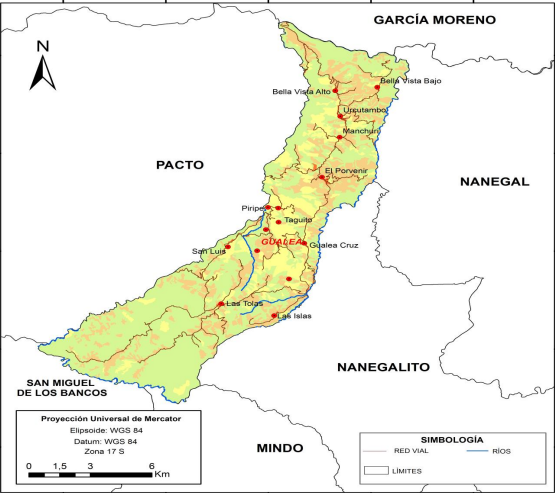 GARCÍA MORENO
N
Bella Vista Bajo
Bella Vista Alto
Urcutambo
Manchuri
PACTO
El Porvenir
NANEGAL
Piripe
Taguito
GUALEA
Gualea Cruz
San Luis
Las Tolas
Las Islas
NANEGALITO
SAN MIGUEL
DE LOS BANCOS
MINDO
Proyección Universal de Mercator
Elipsoide: WGS 84
Datum: WGS 84
Zona 17 S
0 1,5 3 6
Km
SIMBOLOGÍA
RED VIAL
RÍOS
LÍMITES